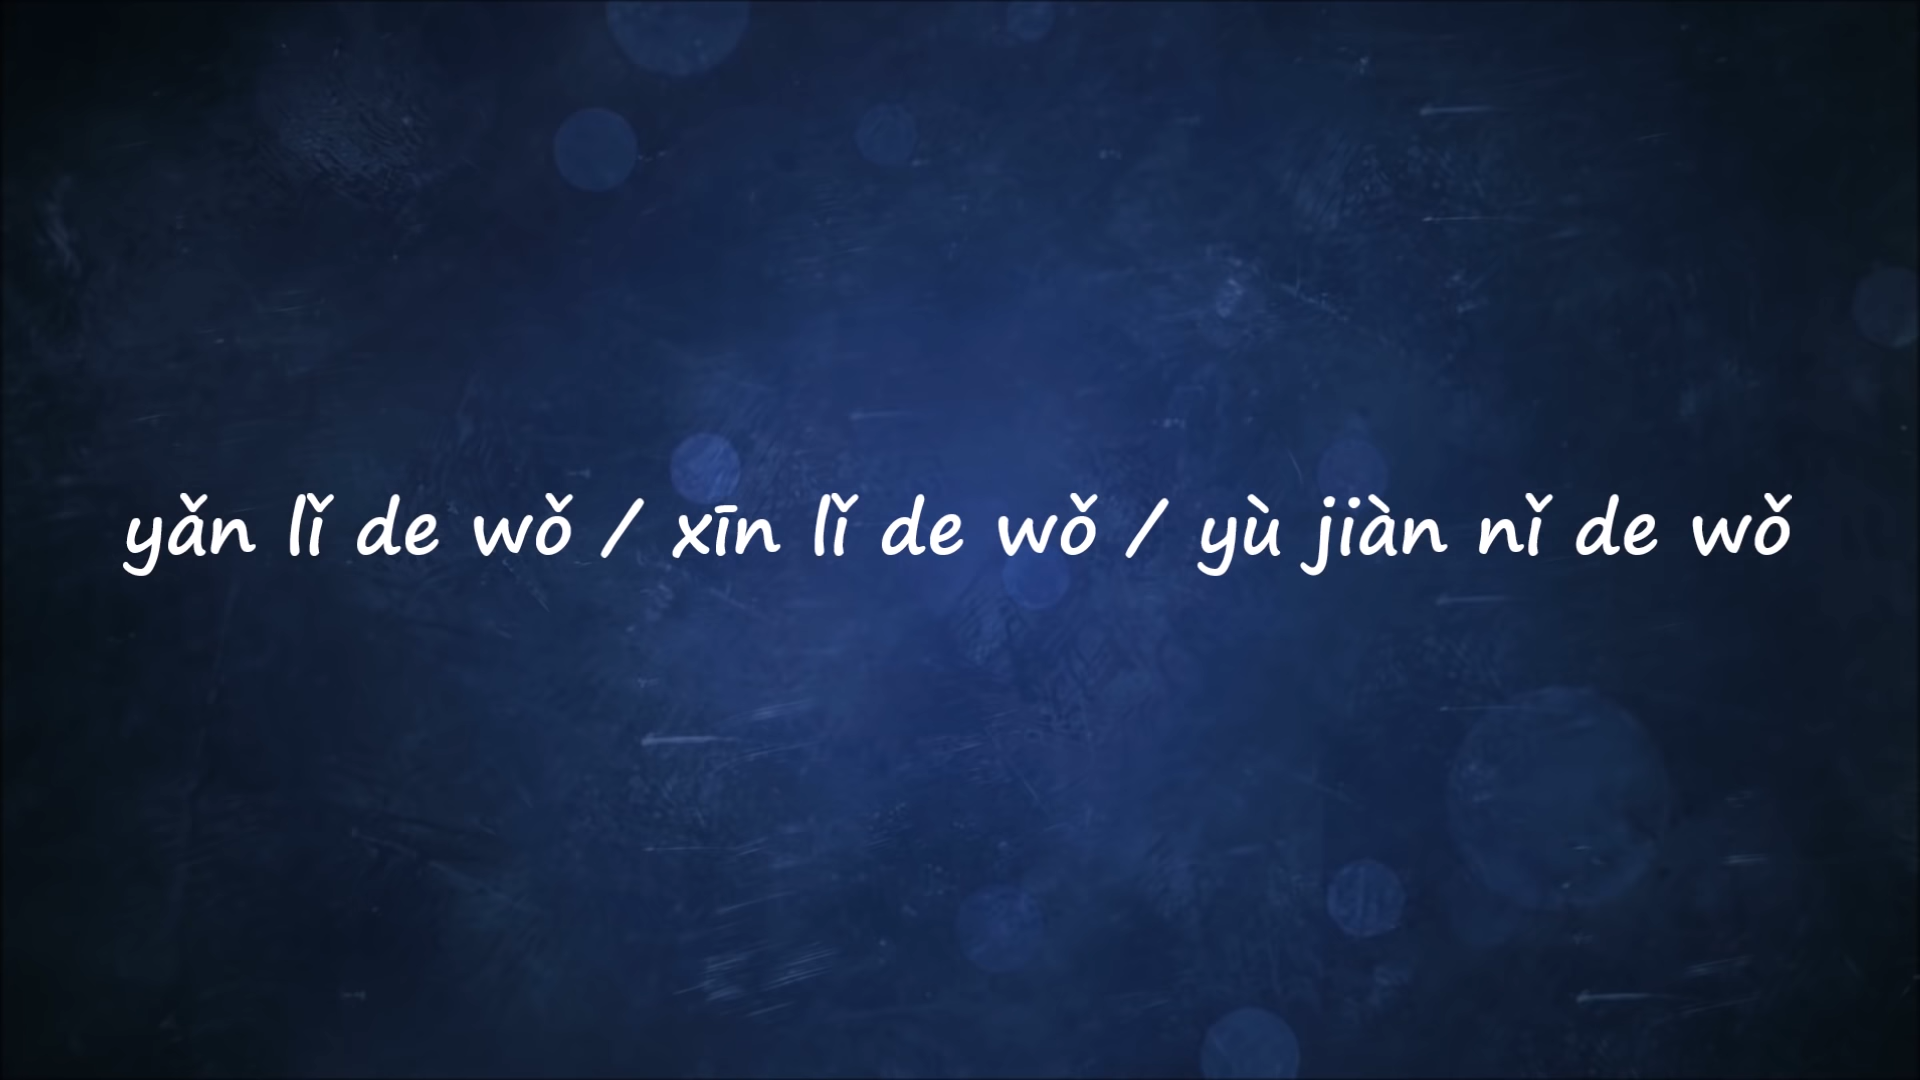 yǎn lǐ de wǒ / xīn lǐ de wǒ / yù jiàn nǐ de wǒ